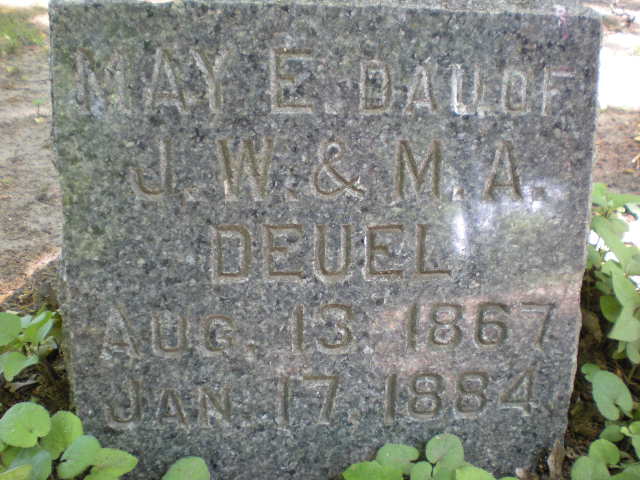 MAY E. DAU. OF
J. W. & M. A.
DEUEL
AUG. 13. 1867
JAN. 17. 1884.